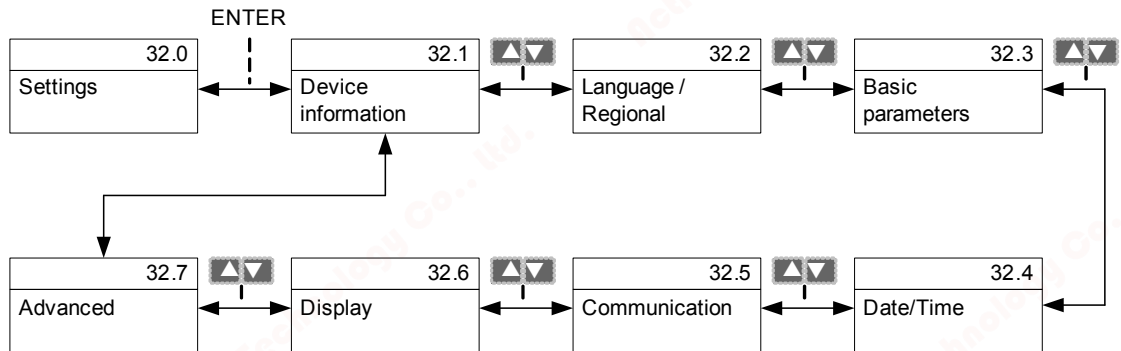 ENTER
32.0
Settings
32.1
Device
information
32.2
Language /
Regional
32.3
Basic
parameters
32.7
Advanced
32.6
Display
32.5
Communication
32.4
Date/Time